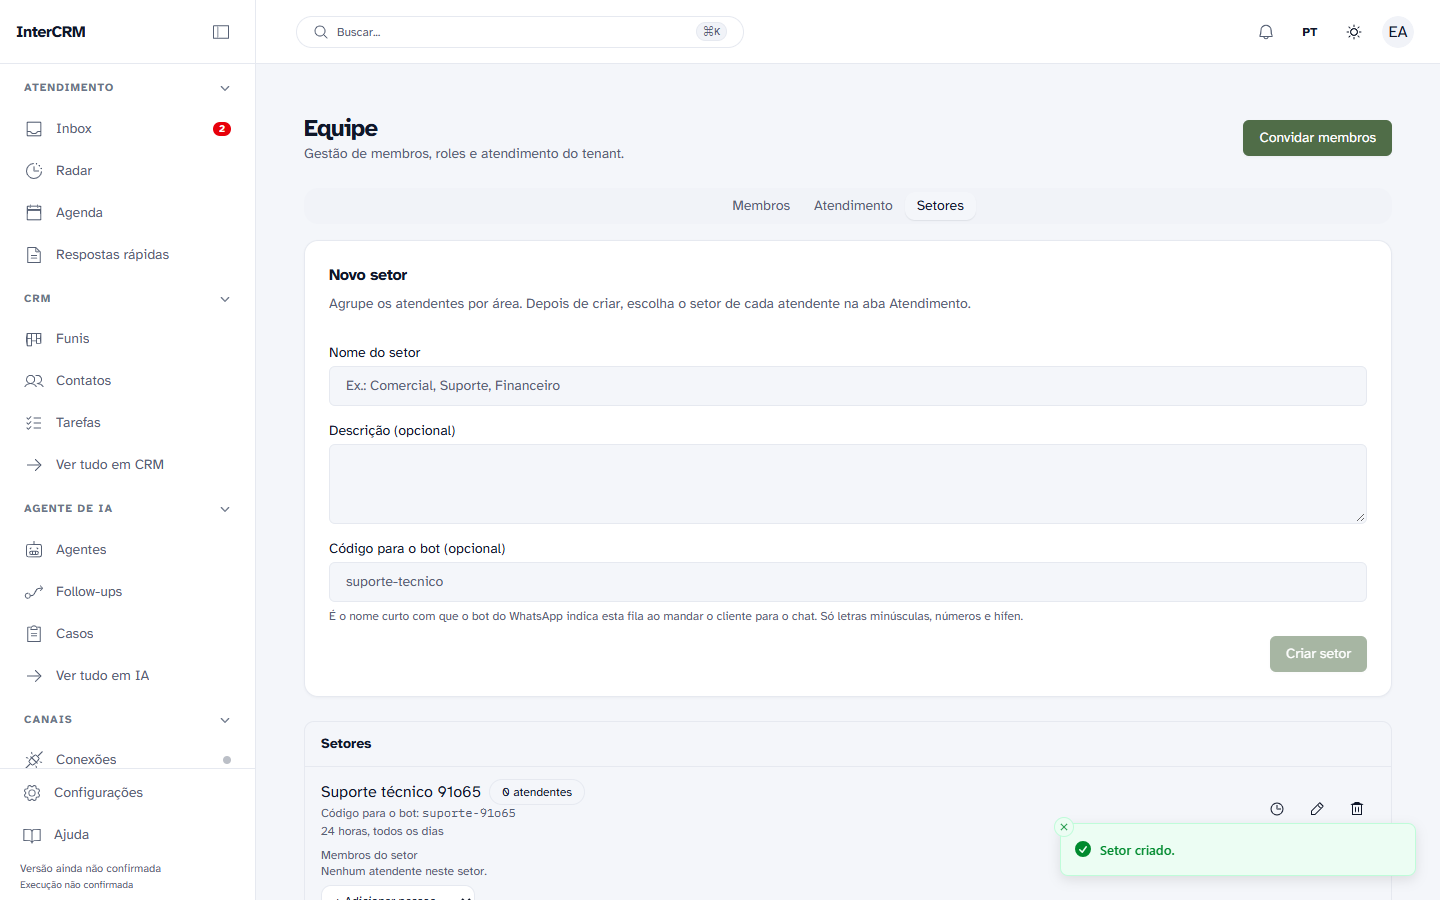 InterCRM
Buscar...
⌘K
PT
EA
ATENDIMENTO
Inbox
2
Radar
Agenda
Respostas rápidas
CRM
Funis
Contatos
Tarefas
Ver tudo em CRM
AGENTE DE IA
Agentes
Follow-ups
Casos
Ver tudo em IA
CANAIS
Conexões
Configurações
Ajuda
Versão ainda não confirmada
Execução não confirmada
Equipe
Gestão de membros, roles e atendimento do tenant.
Convidar membros
Membros
Atendimento
Setores
Novo setor
Agrupe os atendentes por área. Depois de criar, escolha o setor de cada atendente na aba Atendimento.
Nome do setor
Ex.: Comercial, Suporte, Financeiro
Descrição (opcional)
Código para o bot (opcional)
suporte-tecnico
É o nome curto com que o bot do WhatsApp indica esta fila ao mandar o cliente para o chat. Só letras minúsculas, números e hífen.
Criar setor
Setores
Suporte técnico 91o65
0 atendentes
Código para o bot: suporte-91o65
24 horas, todos os dias
Membros do setor
Nenhum atendente neste setor.
Setor criado.